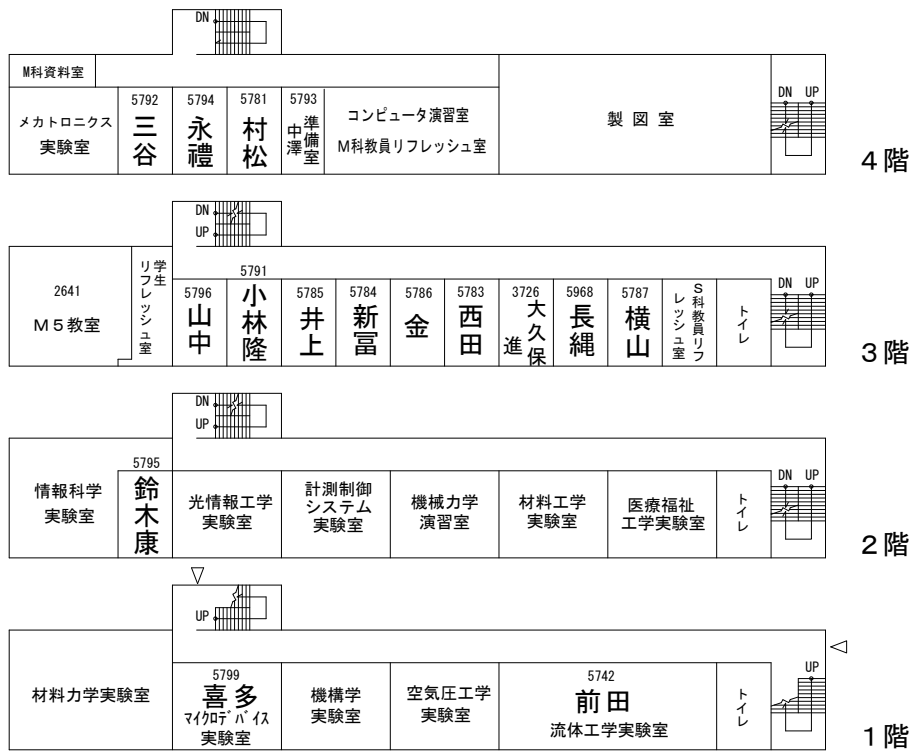 DN
M科資料室
メカトロニクス
実験室
5792
三谷
5794
永禮
5781
村松
5793
準備室
中澤
コンピュータ演習室
M科教員リフレッシュ室
製図室
DN UP
4階
DN
UP
2641
M5教室
学生
リフレッシュ室
5796
山中
5791
小林隆
5785
井上
5784
新冨
5786
金
5783
西田
3726
大久保
進
5968
長縄
5787
横山
S科教員リフ
レッシュ室
トイレ
DN UP
3階
DN
UP
情報科学
実験室
5795
鈴木康
光情報工学
実験室
計測制御
システム
実験室
機械力学
演習室
材料工学
実験室
医療福祉
工学実験室
トイレ
DN UP
2階
UP
材料力学実験室
5799
喜多
マイクロデバイス
実験室
機構学
実験室
空気圧工学
実験室
5742
前田
流体工学実験室
トイレ
UP
1階